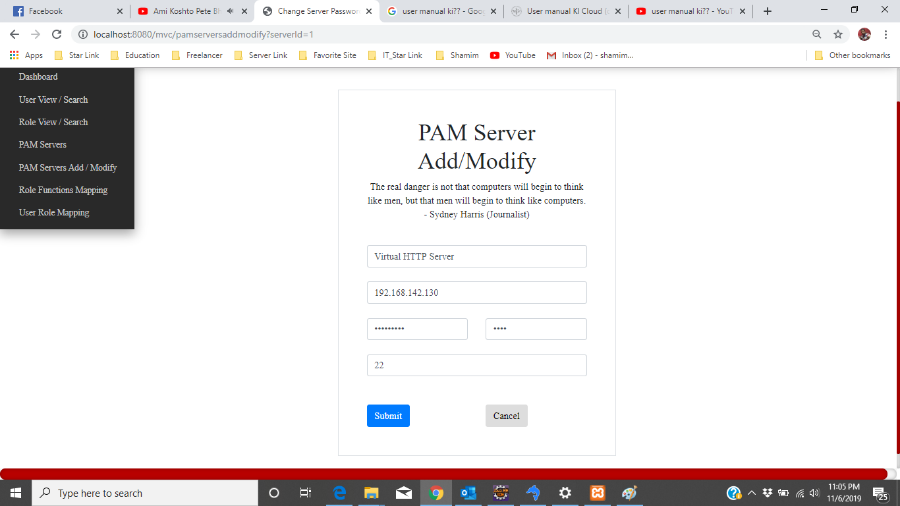 Facebook
Ami Koshto Pete Bh
Change Server Passwor
user manual ki?? - Goog
User manual KI Cloud (
user manual ki?? - YouT
localhost:8080/mvc/pamserversaddmodify?serverId=1
Apps
Star Link
Education
Freelancer
Server Link
Favorite Site
IT_Star Link
Shamim
YouTube
Inbox (2) - shamim...
Other bookmarks
Dashboard
User View / Search
Role View / Search
PAM Servers
PAM Servers Add / Modify
Role Functions Mapping
User Role Mapping
PAM Server
Add/Modify
The real danger is not that computers will begin to think
like men, but that men will begin to think like computers.
- Sydney Harris (Journalist)
Virtual HTTP Server
192.168.142.130
•••••••••
••••
22
Submit
Cancel
Type here to search
11:05 PM
11/6/2019
25